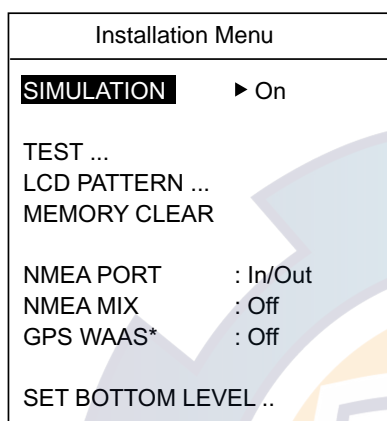 Installation Menu
SIMULATION ▶ On
TEST ...
LCD PATTERN ...
MEMORY CLEAR
NMEA PORT : In/Out
NMEA MIX : Off
GPS WAAS* : Off
SET BOTTOM LEVEL ..